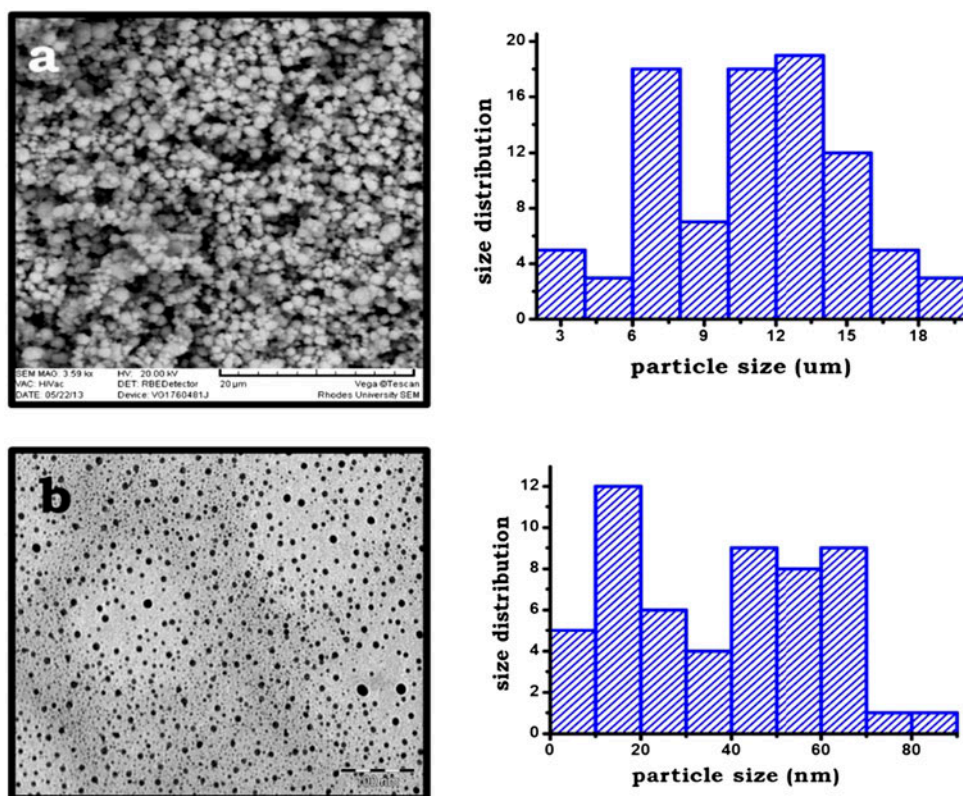 a
SEM MAG: 3.59 kx HV: 20.00 kV
VAC: HiVac DET: RBEDetector 20 µm Vega ©Tescan
DATE: 05/22/13 Device: VG1760481J Rhodes University SEM
size distribution
20
16
12
8
4
0
3 6 9 12 15 18
particle size (um)
b
size distribution
12
10
8
6
4
2
0
0 20 40 60 80
particle size (nm)